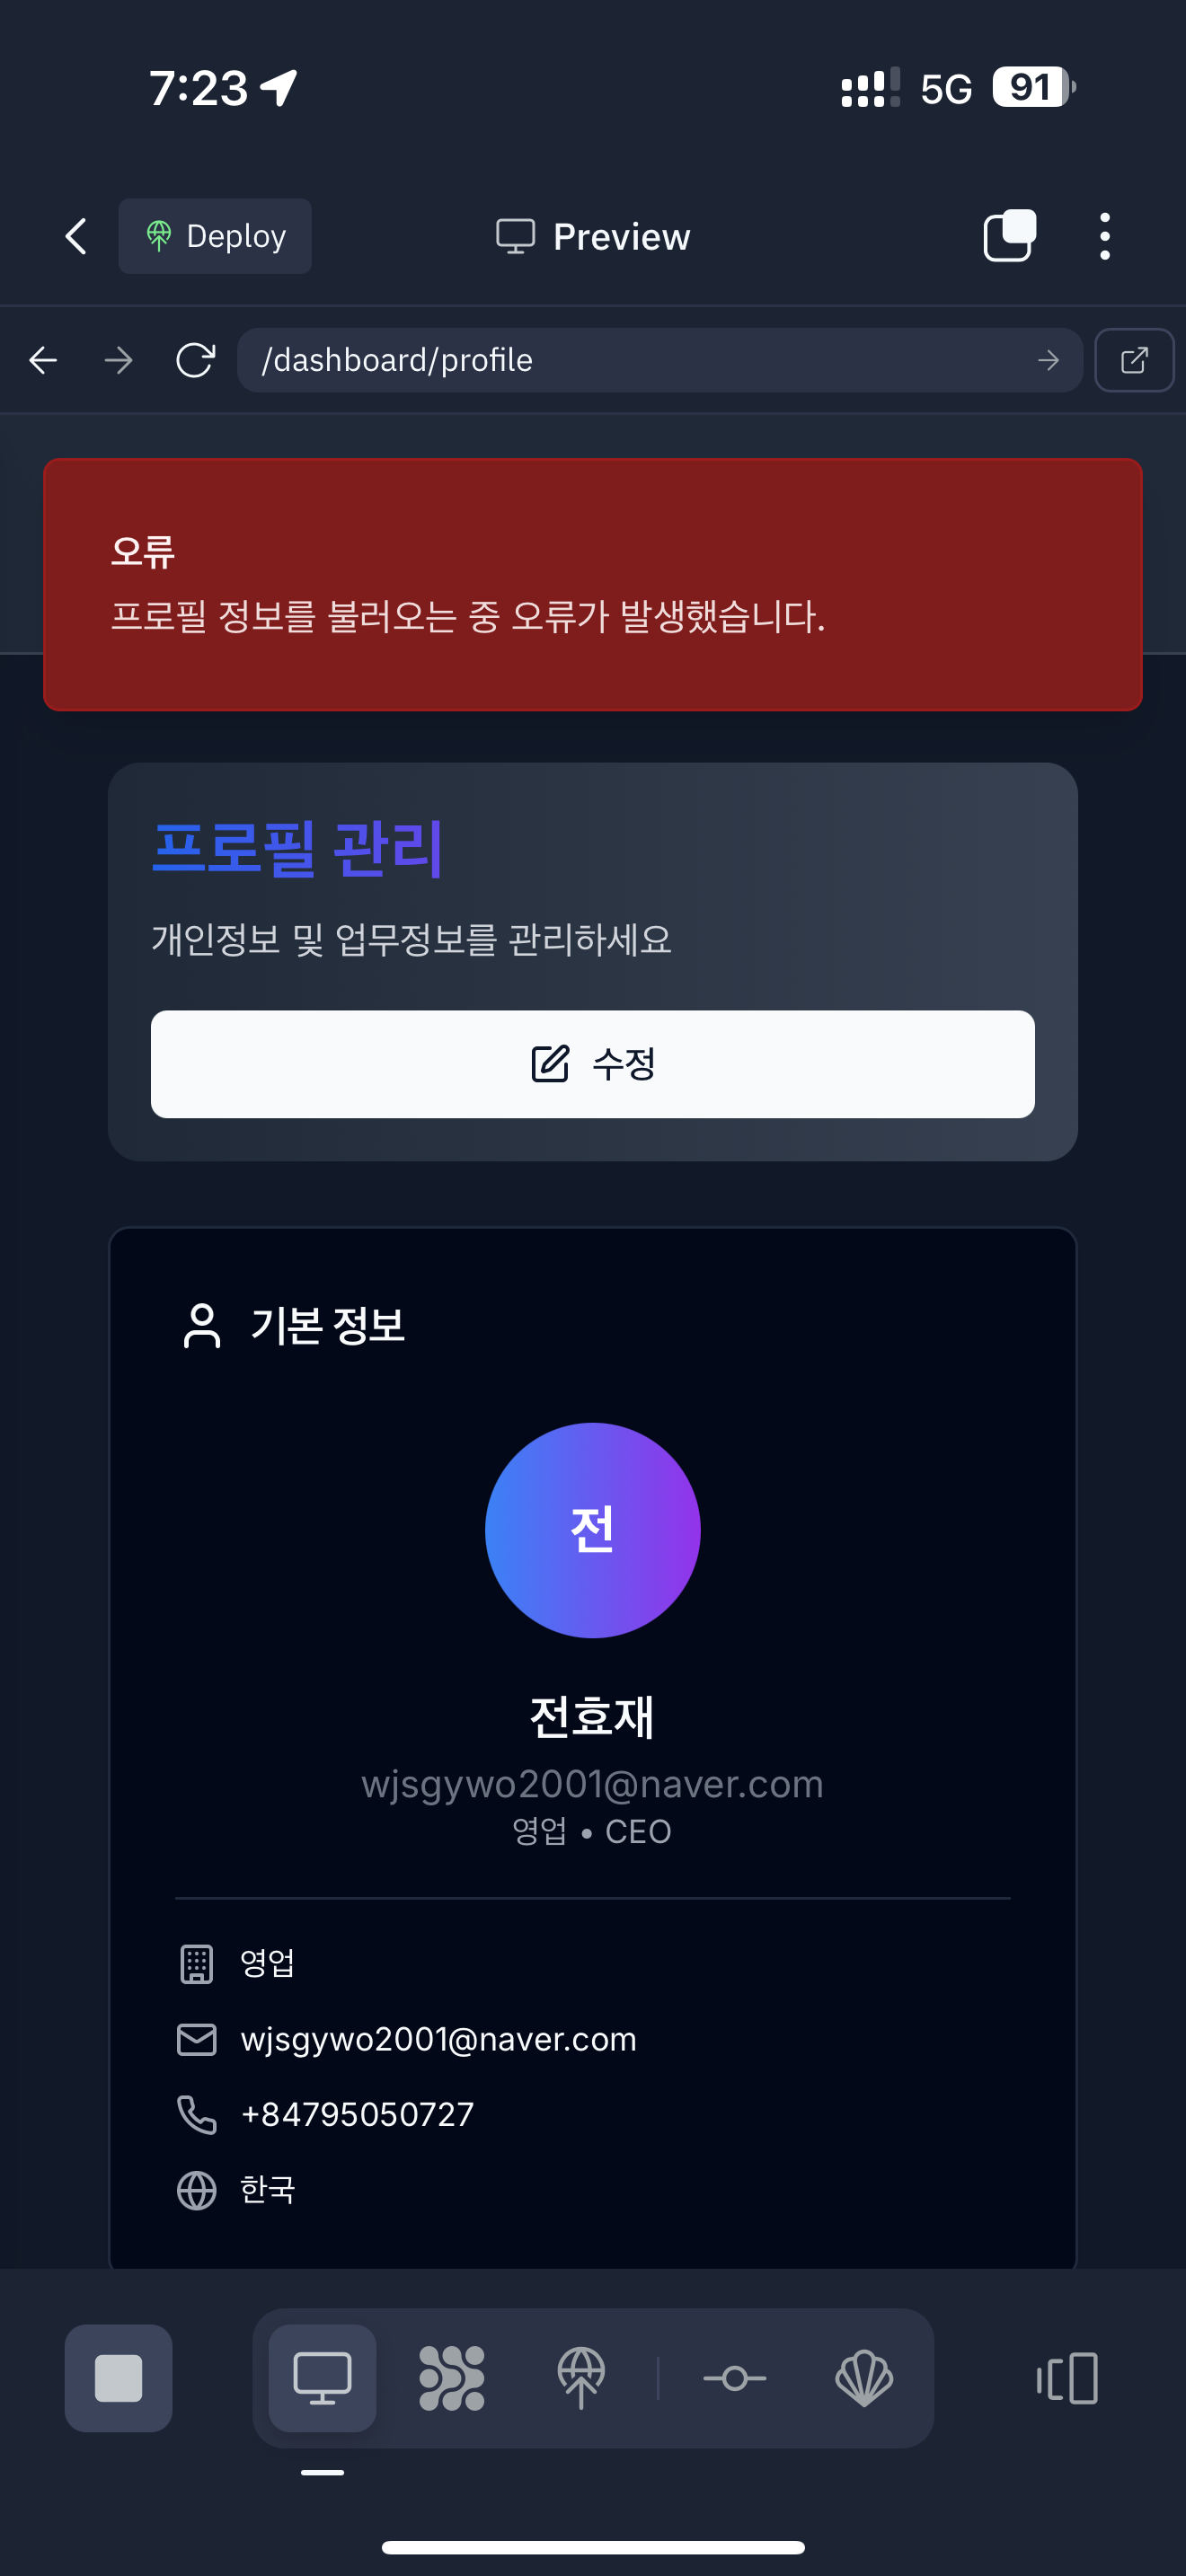 7:23
5G
91
Deploy
Preview
/dashboard/profile
오류
프로필 정보를 불러오는 중 오류가 발생했습니다.
프로필 관리
개인정보 및 업무정보를 관리하세요
수정
기본 정보
전
전효재
wjsgywo2001@naver.com
영업 • CEO
영업
wjsgywo2001@naver.com
+84795050727
한국